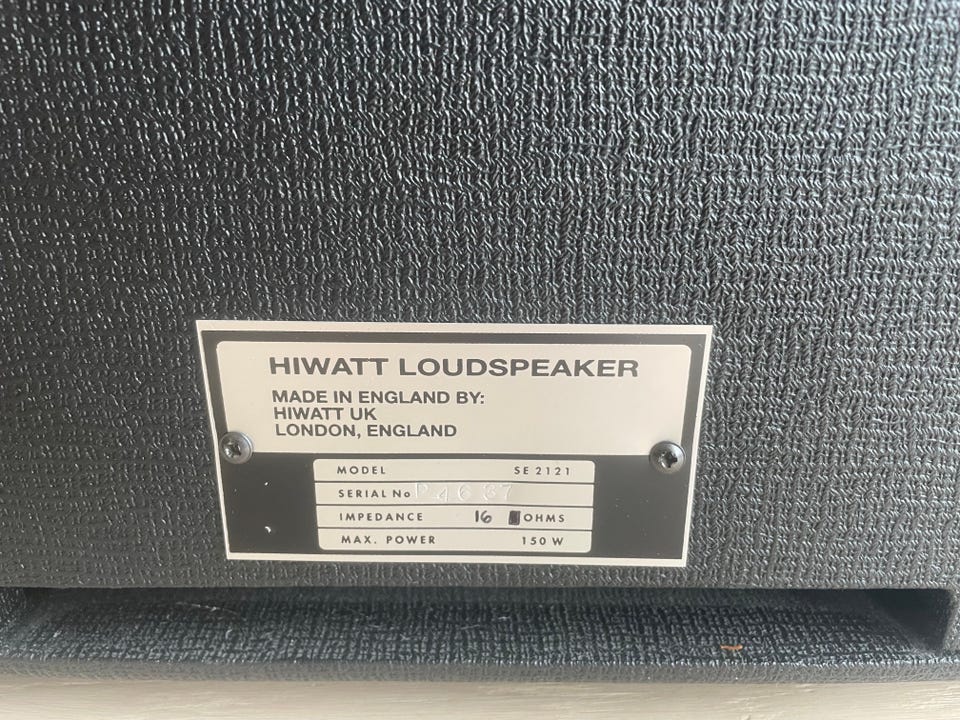 HIWATT LOUDSPEAKER
MADE IN ENGLAND BY:
HIWATT UK
LONDON, ENGLAND
MODEL SE 2121
SERIAL No
IMPEDANCE 16 OHMS
MAX. POWER 150 W